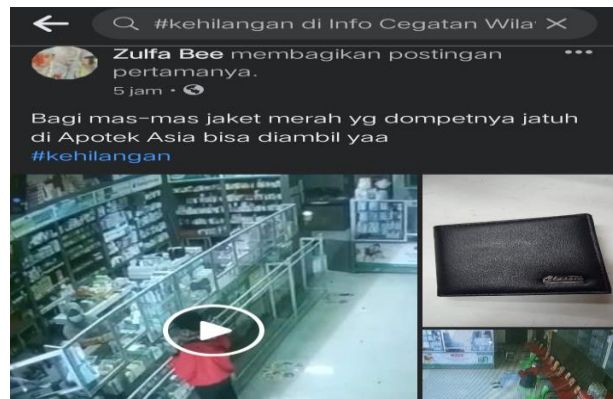 #kehilangan di Info Cegatan Wila
Zulfa Bee membagikan postingan
pertamanya.
5 jam
Bagi mas-mas jaket merah yg dompetnya jatuh
di Apotek Asia bisa diambil yaa
#kehilangan